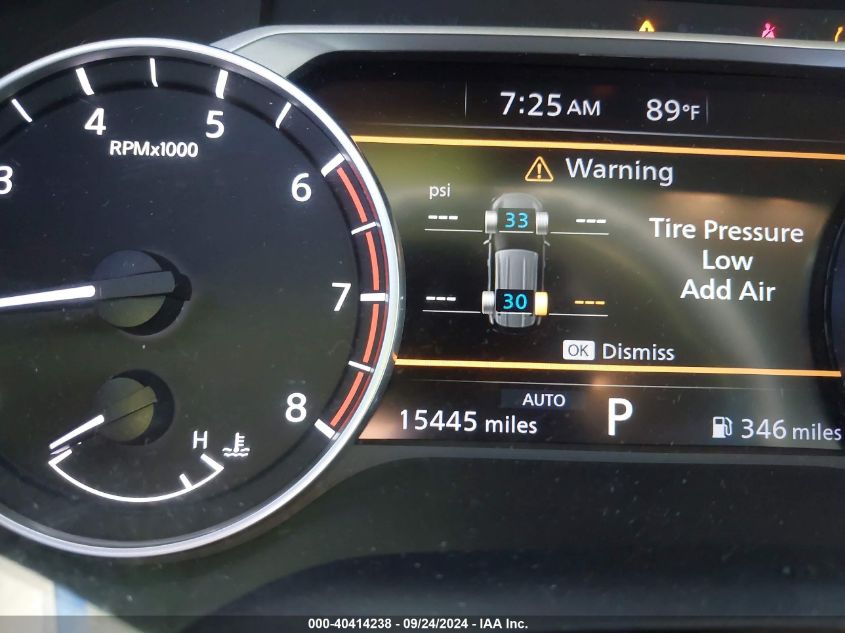 7:25 AM 89°F
4 5
RPMx1000
Warning
3
6
psi
--- 33 ---
Tire Pressure
Low
Add Air
7
--- 30 ---
OK Dismiss
AUTO
8
15445 miles P 346 miles
H
000-40414238 - 09/24/2024 - IAA Inc.